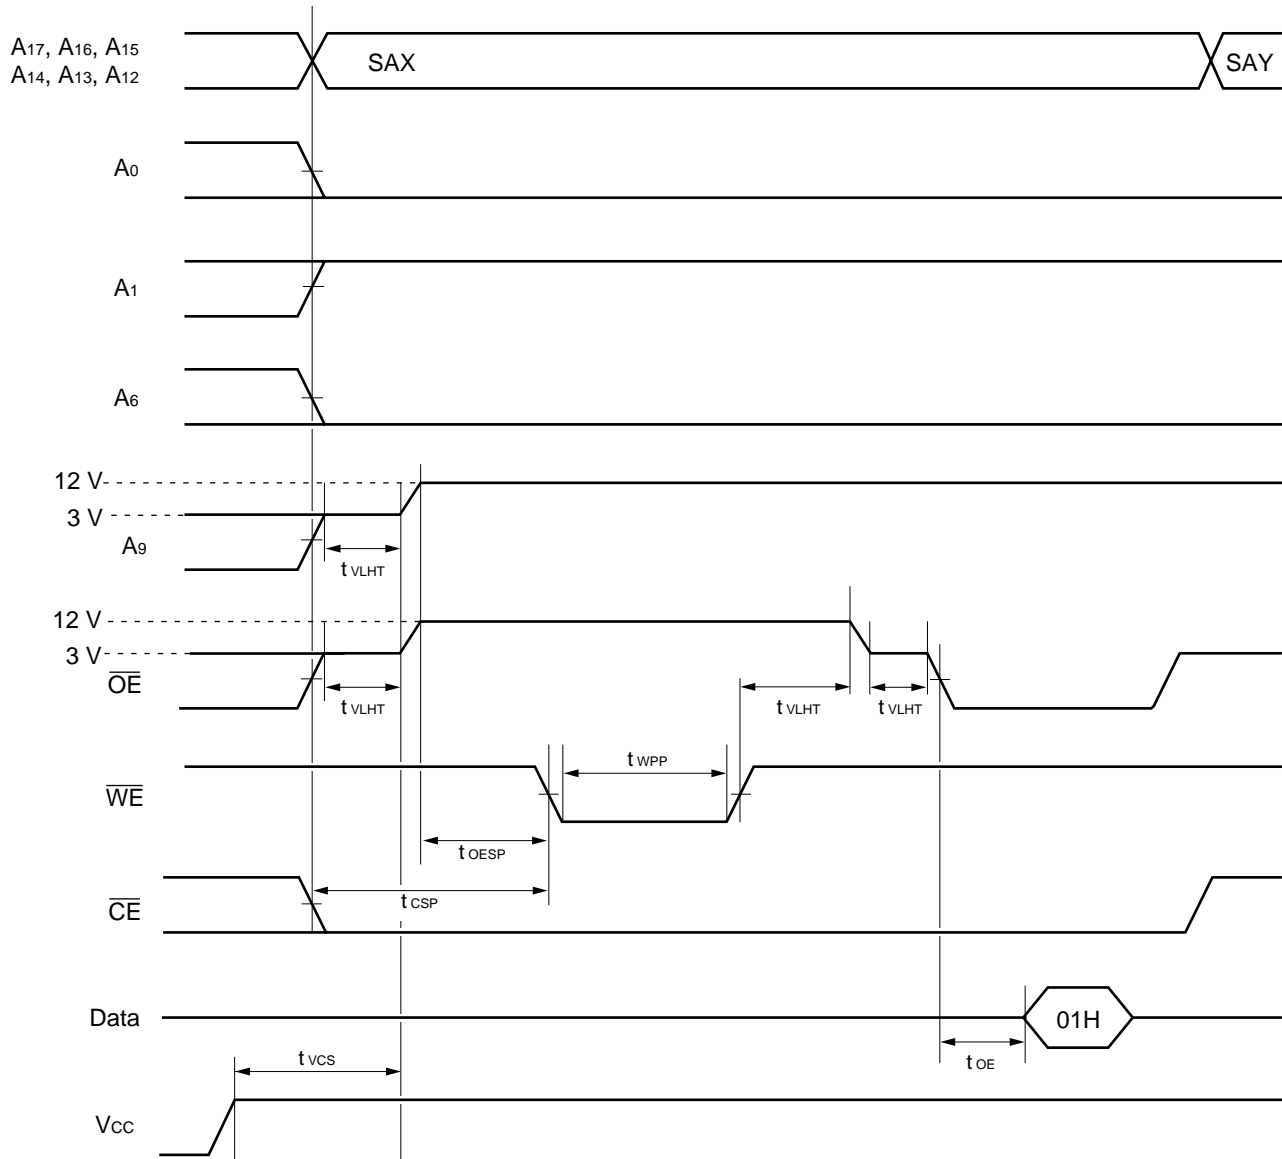 A17, A16, A15
A14, A13, A12
SAX
SAY
A0
A1
A6
12 V
3 V
A9
tVLHT
12 V
3 V
OE
tVLHT
tVLHT
tVLHT
WE
tWPP
tOESP
tCSP
CE
Data
01H
tOE
tVCS
VCC